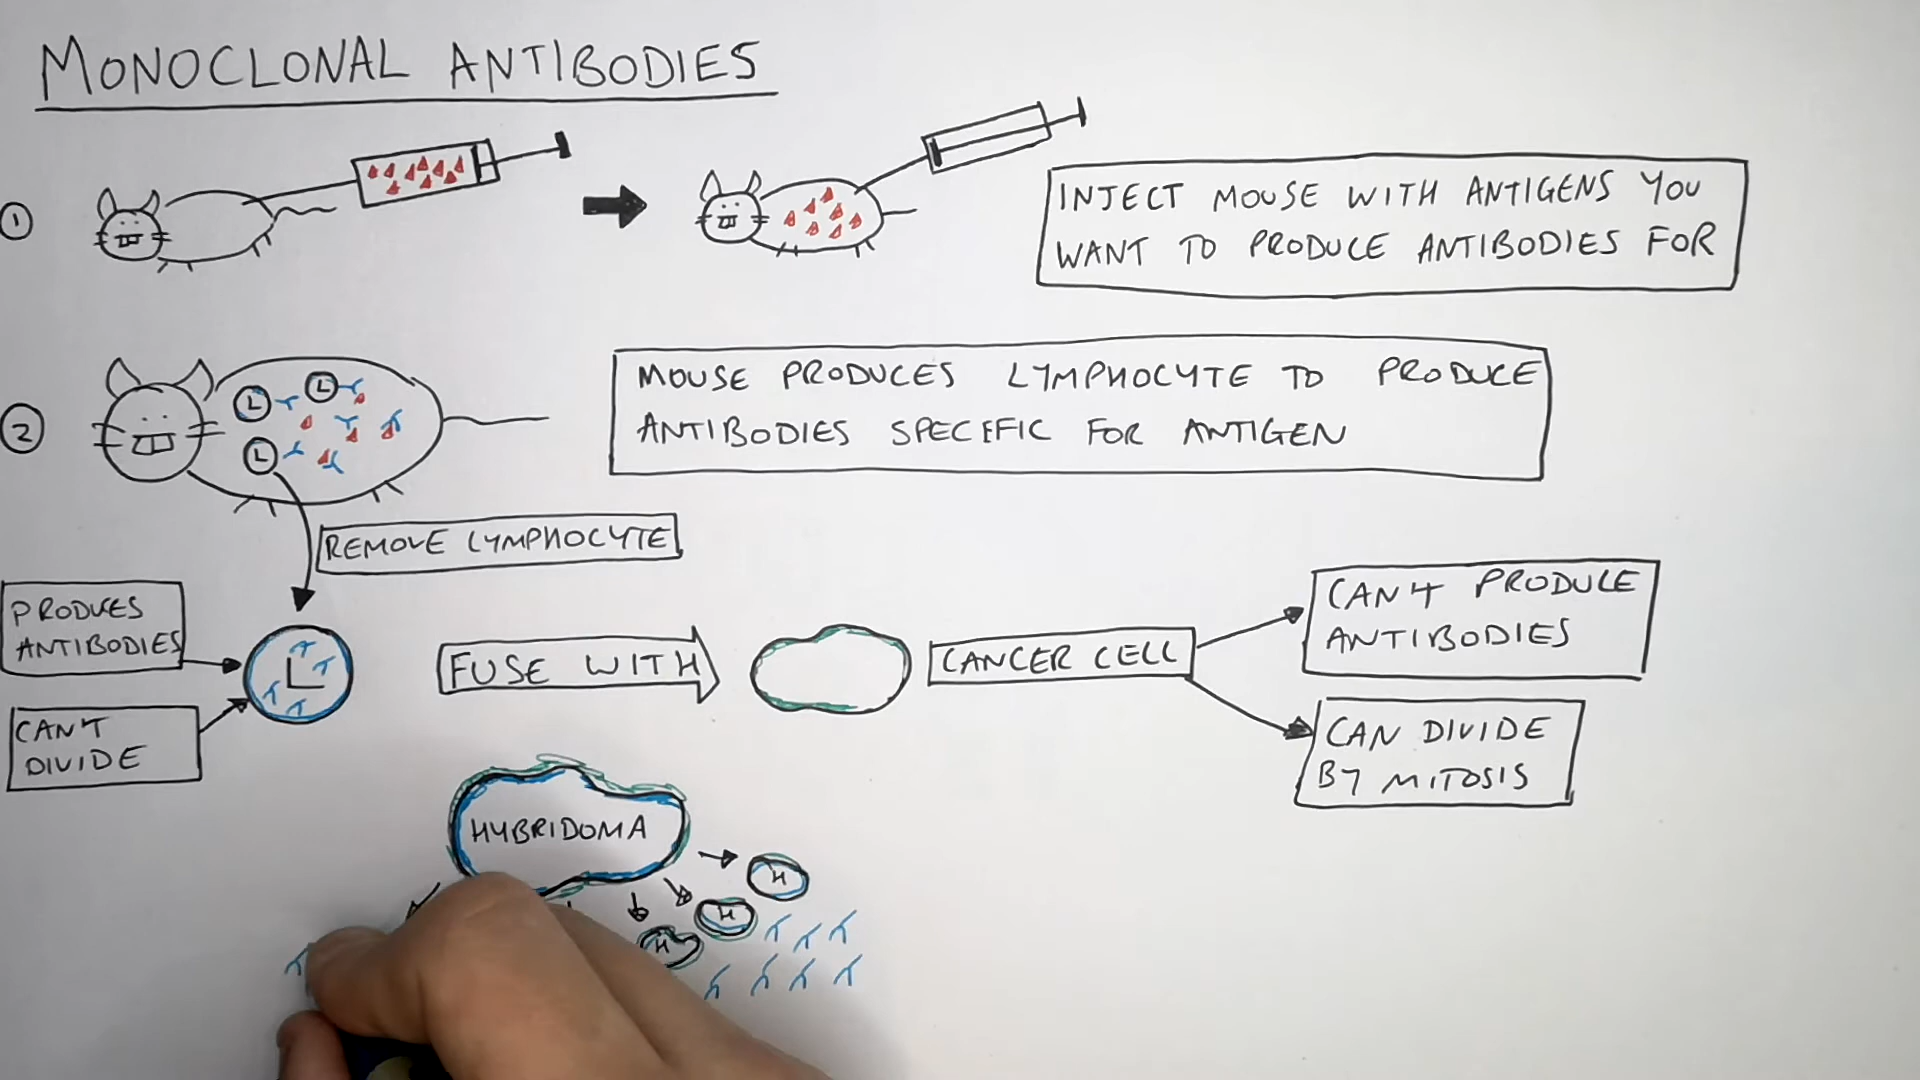 MONOCLONAL ANTIBODIES
1
INJECT MOUSE WITH ANTIGENS YOU
WANT TO PRODUCE ANTIBODIES FOR
2
L
L
L
MOUSE PRODUCES LYMPHOCYTE TO PRODUCE
ANTIBODIES SPECIFIC FOR ANTIGEN
REMOVE LYMPHOCYTE
PRODUCES
ANTIBODIES
CAN'T
DIVIDE
L
FUSE WITH
CANCER CELL
CAN'T PRODUCE
ANTIBODIES
CAN DIVIDE
BY MITOSIS
HYBRIDOMA
H
H
H